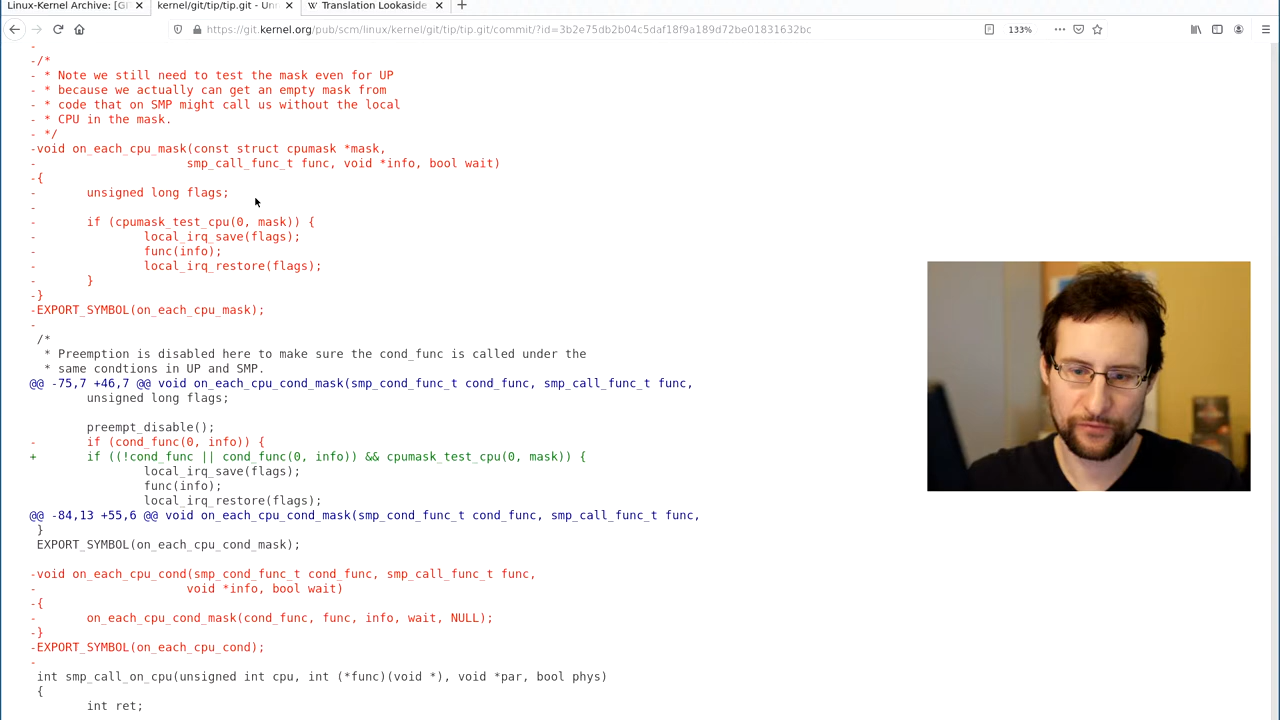 Linux-Kernel Archive: [GI
kernel/git/tip/tip.git - Unn
W Translation Lookaside
https://git.kernel.org/pub/scm/linux/kernel/git/tip/tip.git/commit/?id=3b2e75db2b04c5daf18f9a189d72be01831632bc
133%
-
-/*
- * Note we still need to test the mask even for UP
- * because we actually can get an empty mask from
- * code that on SMP might call us without the local
- * CPU in the mask.
- */
-void on_each_cpu_mask(const struct cpumask *mask,
- smp_call_func_t func, void *info, bool wait)
-{
- unsigned long flags;
-
- if (cpumask_test_cpu(0, mask)) {
- local_irq_save(flags);
- func(info);
- local_irq_restore(flags);
- }
-}
-EXPORT_SYMBOL(on_each_cpu_mask);
-
/*
* Preemption is disabled here to make sure the cond_func is called under the
* same condtions in UP and SMP.
@@ -75,7 +46,7 @@ void on_each_cpu_cond_mask(smp_cond_func_t cond_func, smp_call_func_t func,
unsigned long flags;
preempt_disable();
- if (cond_func(0, info)) {
+ if ((!cond_func || cond_func(0, info)) && cpumask_test_cpu(0, mask)) {
local_irq_save(flags);
func(info);
local_irq_restore(flags);
@@ -84,13 +55,6 @@ void on_each_cpu_cond_mask(smp_cond_func_t cond_func, smp_call_func_t func,
}
EXPORT_SYMBOL(on_each_cpu_cond_mask);
-void on_each_cpu_cond(smp_cond_func_t cond_func, smp_call_func_t func,
- void *info, bool wait)
-{
- on_each_cpu_cond_mask(cond_func, func, info, wait, NULL);
-}
-EXPORT_SYMBOL(on_each_cpu_cond);
-
int smp_call_on_cpu(unsigned int cpu, int (*func)(void *), void *par, bool phys)
{
int ret;